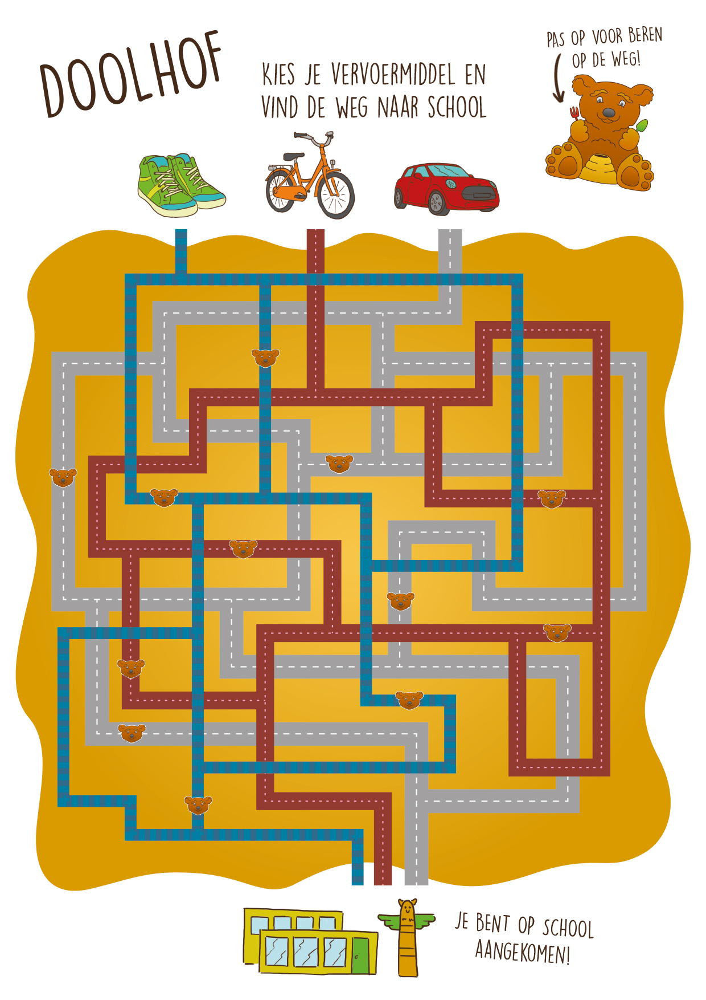 DOOLHOF
KIES JE VERVOERMIDDEL EN
VIND DE WEG NAAR SCHOOL
PAS OP VOOR BEREN
OP DE WEG!
JE BENT OP SCHOOL
AANGEKOMEN!